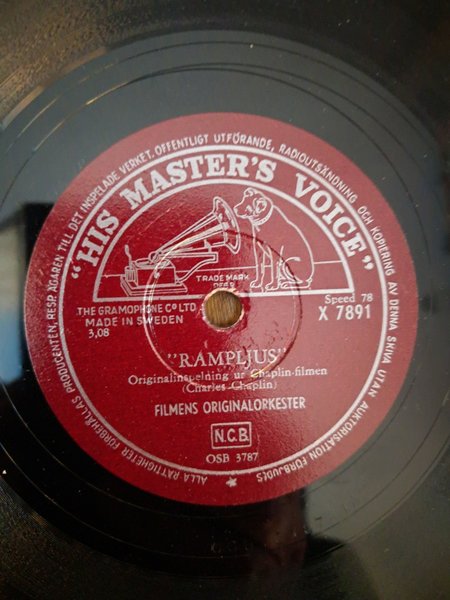 ALLA RÄTTIGHETER FÖRBEHÅLLAS PRODUCENTEN, RESP. ÄGAREN TILL DET INSPELADE VERKET. OFFENTLIGT UTFÖRANDE, RADIOUTSÄNDNING OCH KOPIERING AV DENNA SKIVA UTAN AUKTORISATION FÖRBJUDES
"HIS MASTER'S VOICE"
TRADE MARK
THE GRAMOPHONE CO LTD
MADE IN SWEDEN
3,08
Speed 78
X 7891
"RAMPLJUS"
Originalinspelning ur Chaplin-filmen
(Charles Chaplin)
FILMENS ORIGINALORKESTER
N.C.B.
OSB 3787